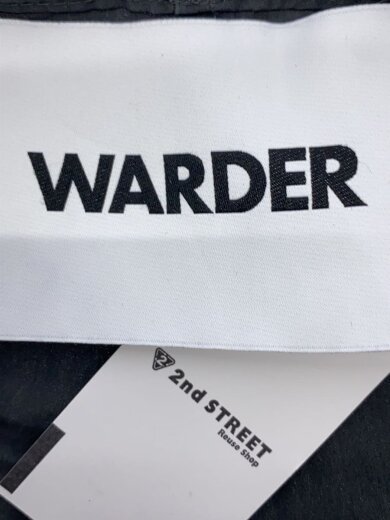 WARDER
2nd STREET
Reuse Shop